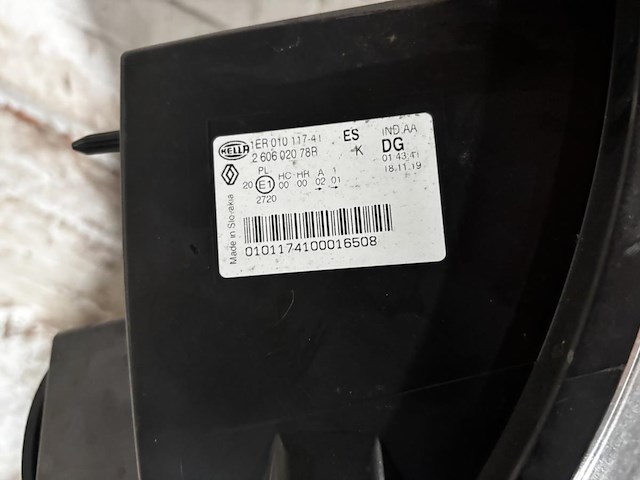 HELLA
1ER 010 117-41 ES IND.AA
2 606 020 78R K DG
01:43:41
18.11.19
PL HC HR A 1
20 E1 00 00 02 01
2720
Made in Slovakia
0101174100016508